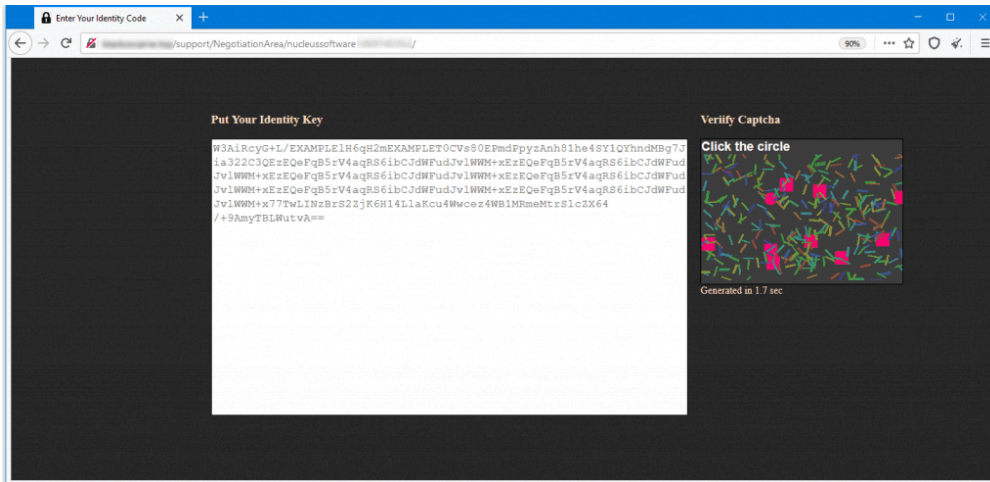 Enter Your Identity Code
/support/NegotiationArea/nucleussoftware
/
90%
Put Your Identity Key
Veriify Captcha
W3AiRcyG+L/EXAMPLElH6qH2mEXAMPLET0CVs80EPmdPpyzAnh81he4SY1QYhndMBg7J
ia322C3QEzEQeFqB5rV4aqRS6ibCJdWFudJvlWWM+xEzEQeFqB5rV4aqRS6ibCJdWFud
JvlWWM+xEzEQeFqB5rV4aqRS6ibCJdWFudJvlWWM+xEzEQeFqB5rV4aqRS6ibCJdWFud
JvlWWM+xEzEQeFqB5rV4aqRS6ibCJdWFudJvlWWM+xEzEQeFqB5rV4aqRS6ibCJdWFud
JvlWWM+x77TwLINzBrS2ZjK6H14LlaKcu4Wwcez4WB1MRmeMtrSlcZX64
/+9AmyTBLWutvA==
Click the circle
Generated in 1.7 sec